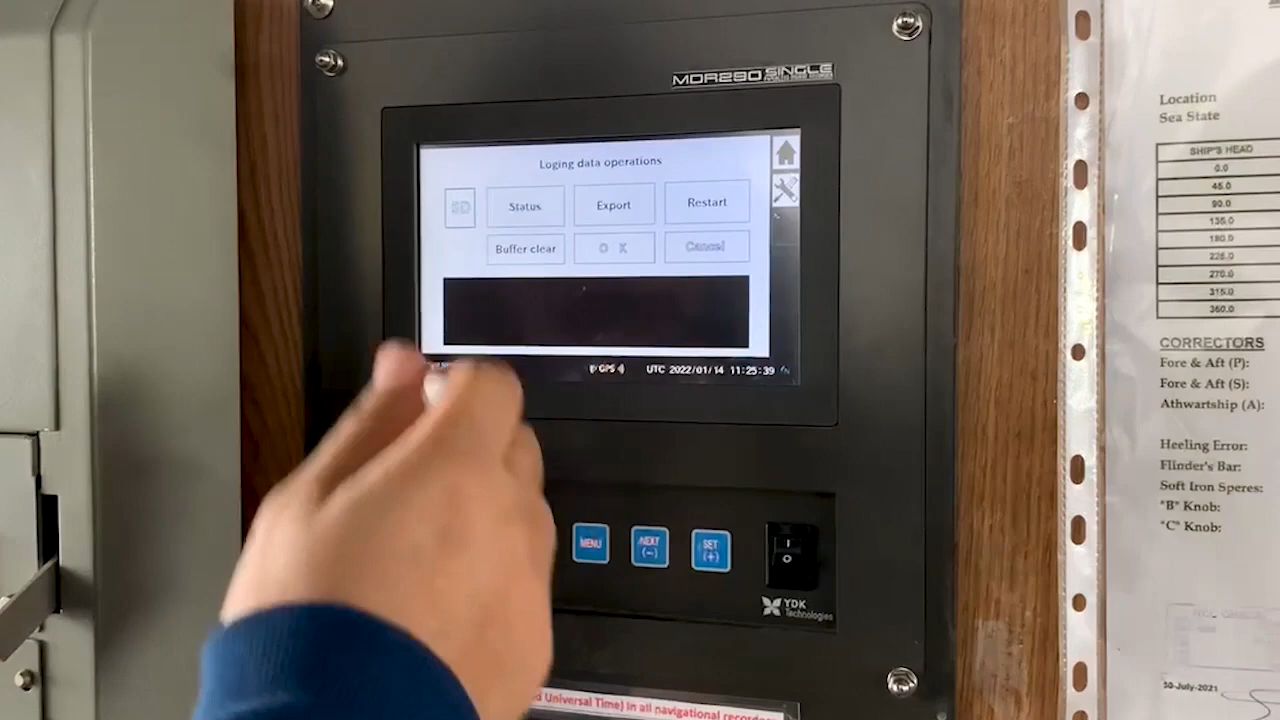 MDR290 SINGLE
Loging data operations
SD
Status
Export
Restart
Buffer clear
O K
Cancel
GPS
UTC 2022/01/14 11:25:39
MENU
NEXT
(−)
SET
(+)
I
O
YDK
Technologies
Universal Time) in all navigational
Location
Sea State
SHIP'S HEAD
0.0
45.0
90.0
135.0
180.0
225.0
270.0
315.0
360.0
CORRECTORS
Fore & Aft (P):
Fore & Aft (S):
Athwartship (A):
Heeling Error:
Flinder's Bar:
Soft Iron Speres:
"B" Knob:
"C" Knob:
30-July-2021